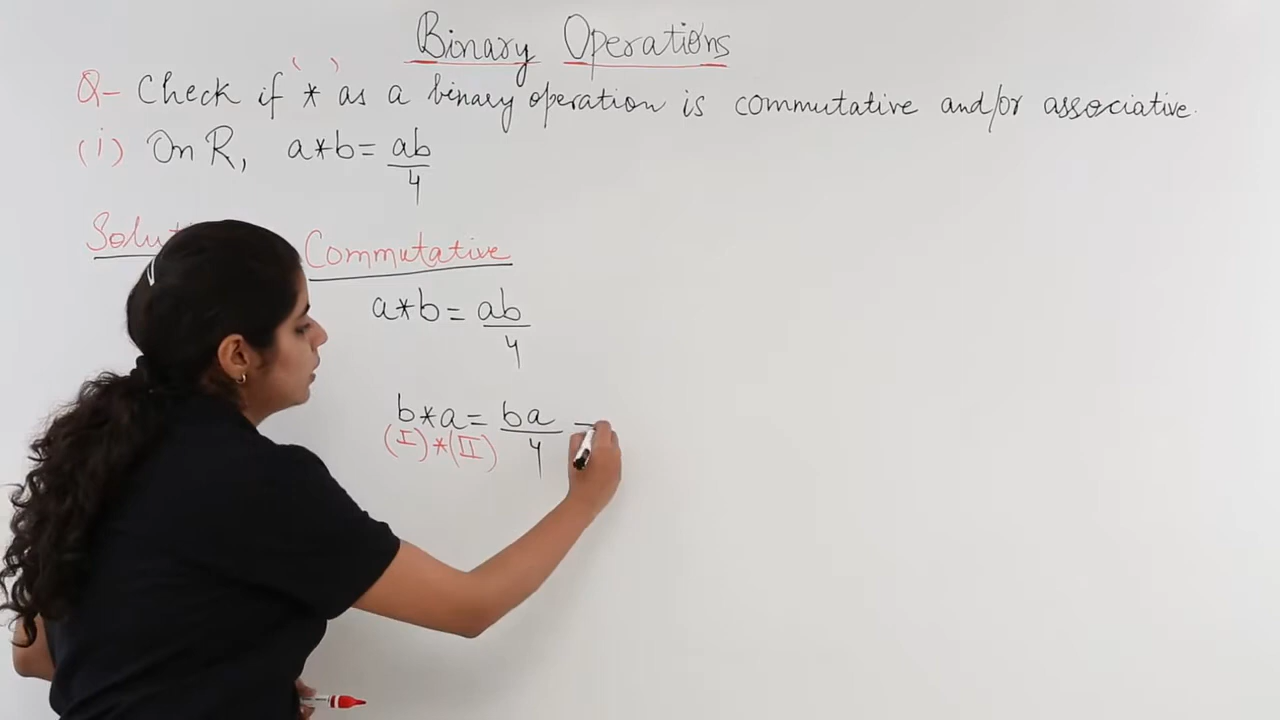 Binary Operations
Q- Check if '*' as a binary operation is commutative and/or associative.
(i) On R, a*b = ab/4
Commutative
a*b = ab/4
b*a = ba/4 =
(I)*(II)